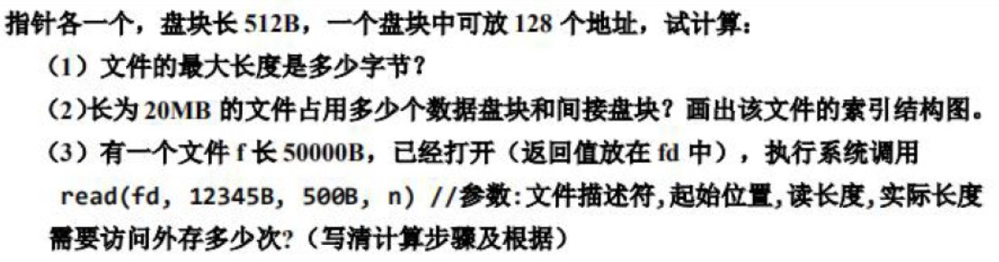 指针各一个，盘块长 512B，一个盘块中可放 128 个地址，试计算：
（1）文件的最大长度是多少字节？
（2)长为 20MB 的文件占用多少个数据盘块和间接盘块？画出该文件的索引结构图。
（3）有一个文件 f 长 50000B，已经打开（返回值放在 fd 中），执行系统调用
read(fd, 12345B, 500B, n) //参数:文件描述符,起始位置,读长度,实际长度
需要访问外存多少次?（写清计算步骤及根据）